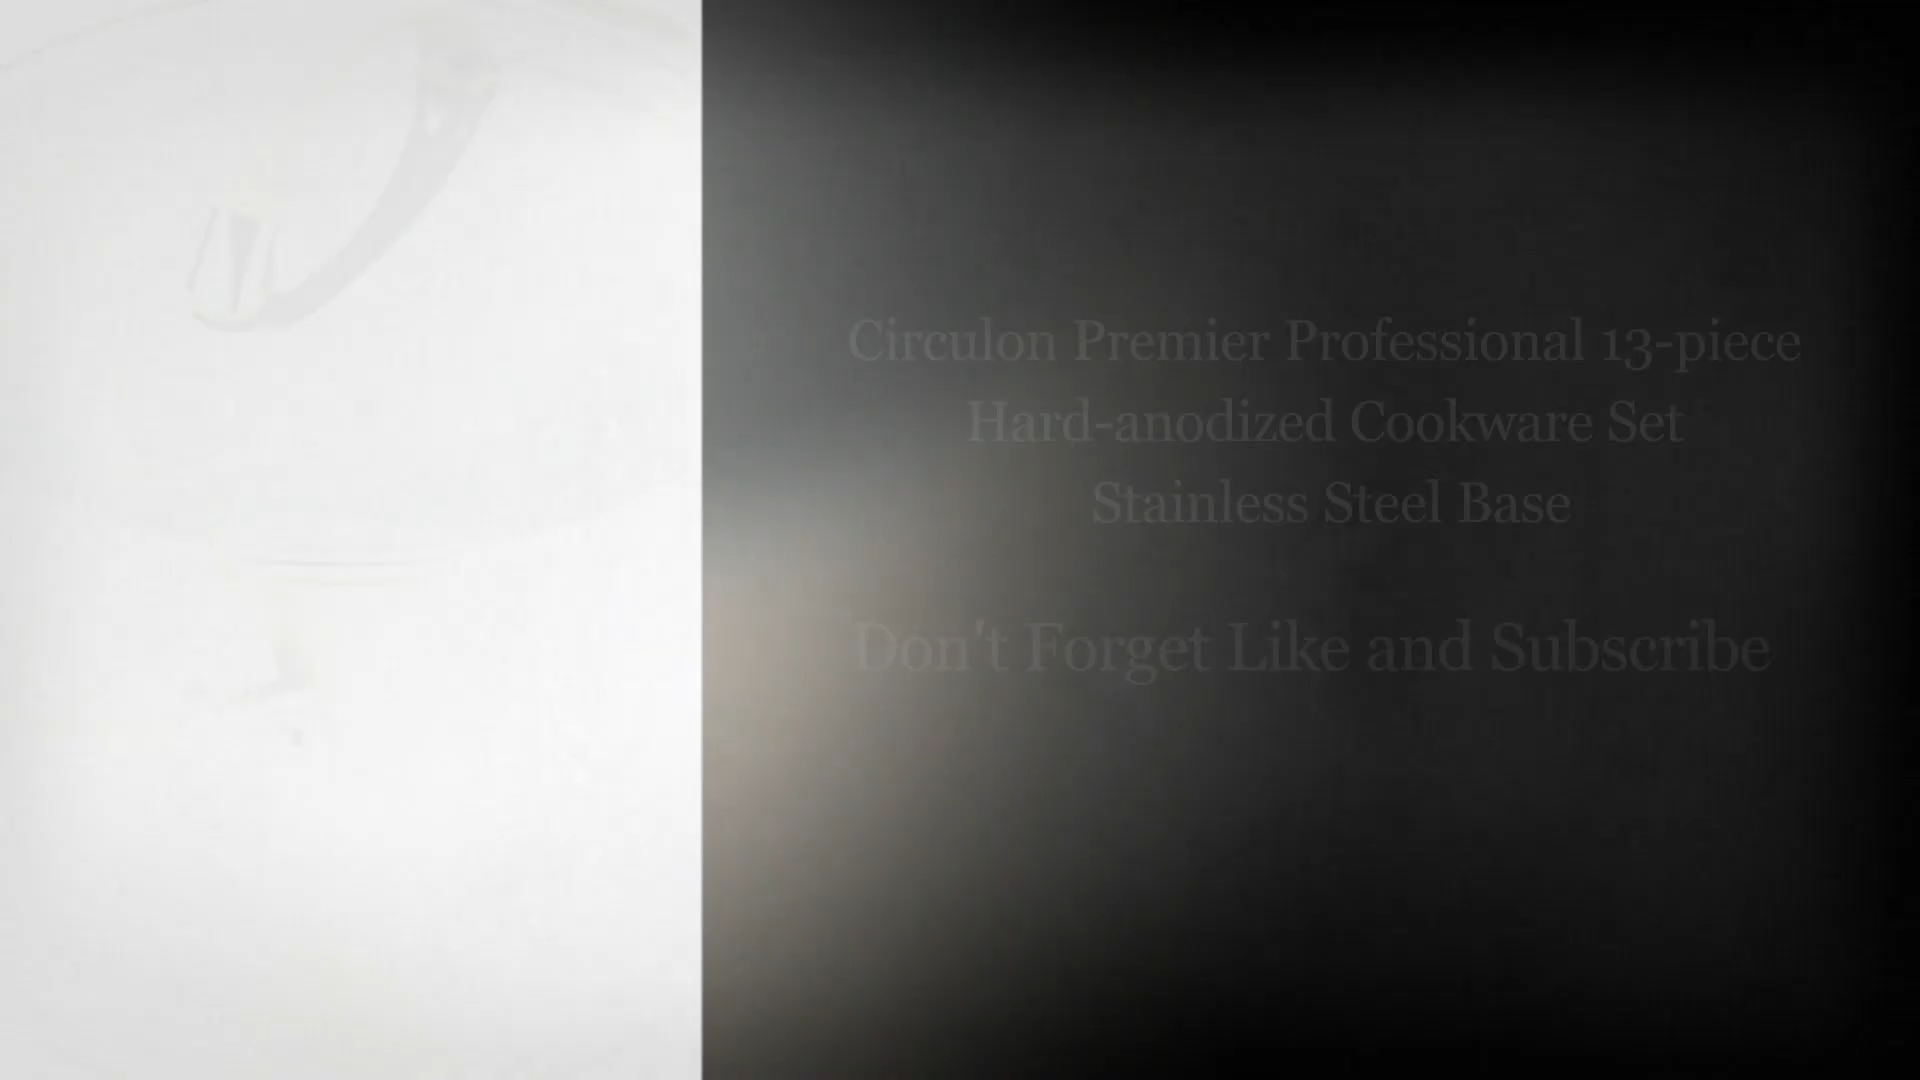 Circulon Premier Professional 13-piece
Hard-anodized Cookware Set
Stainless Steel Base
Don't Forget Like and Subscribe